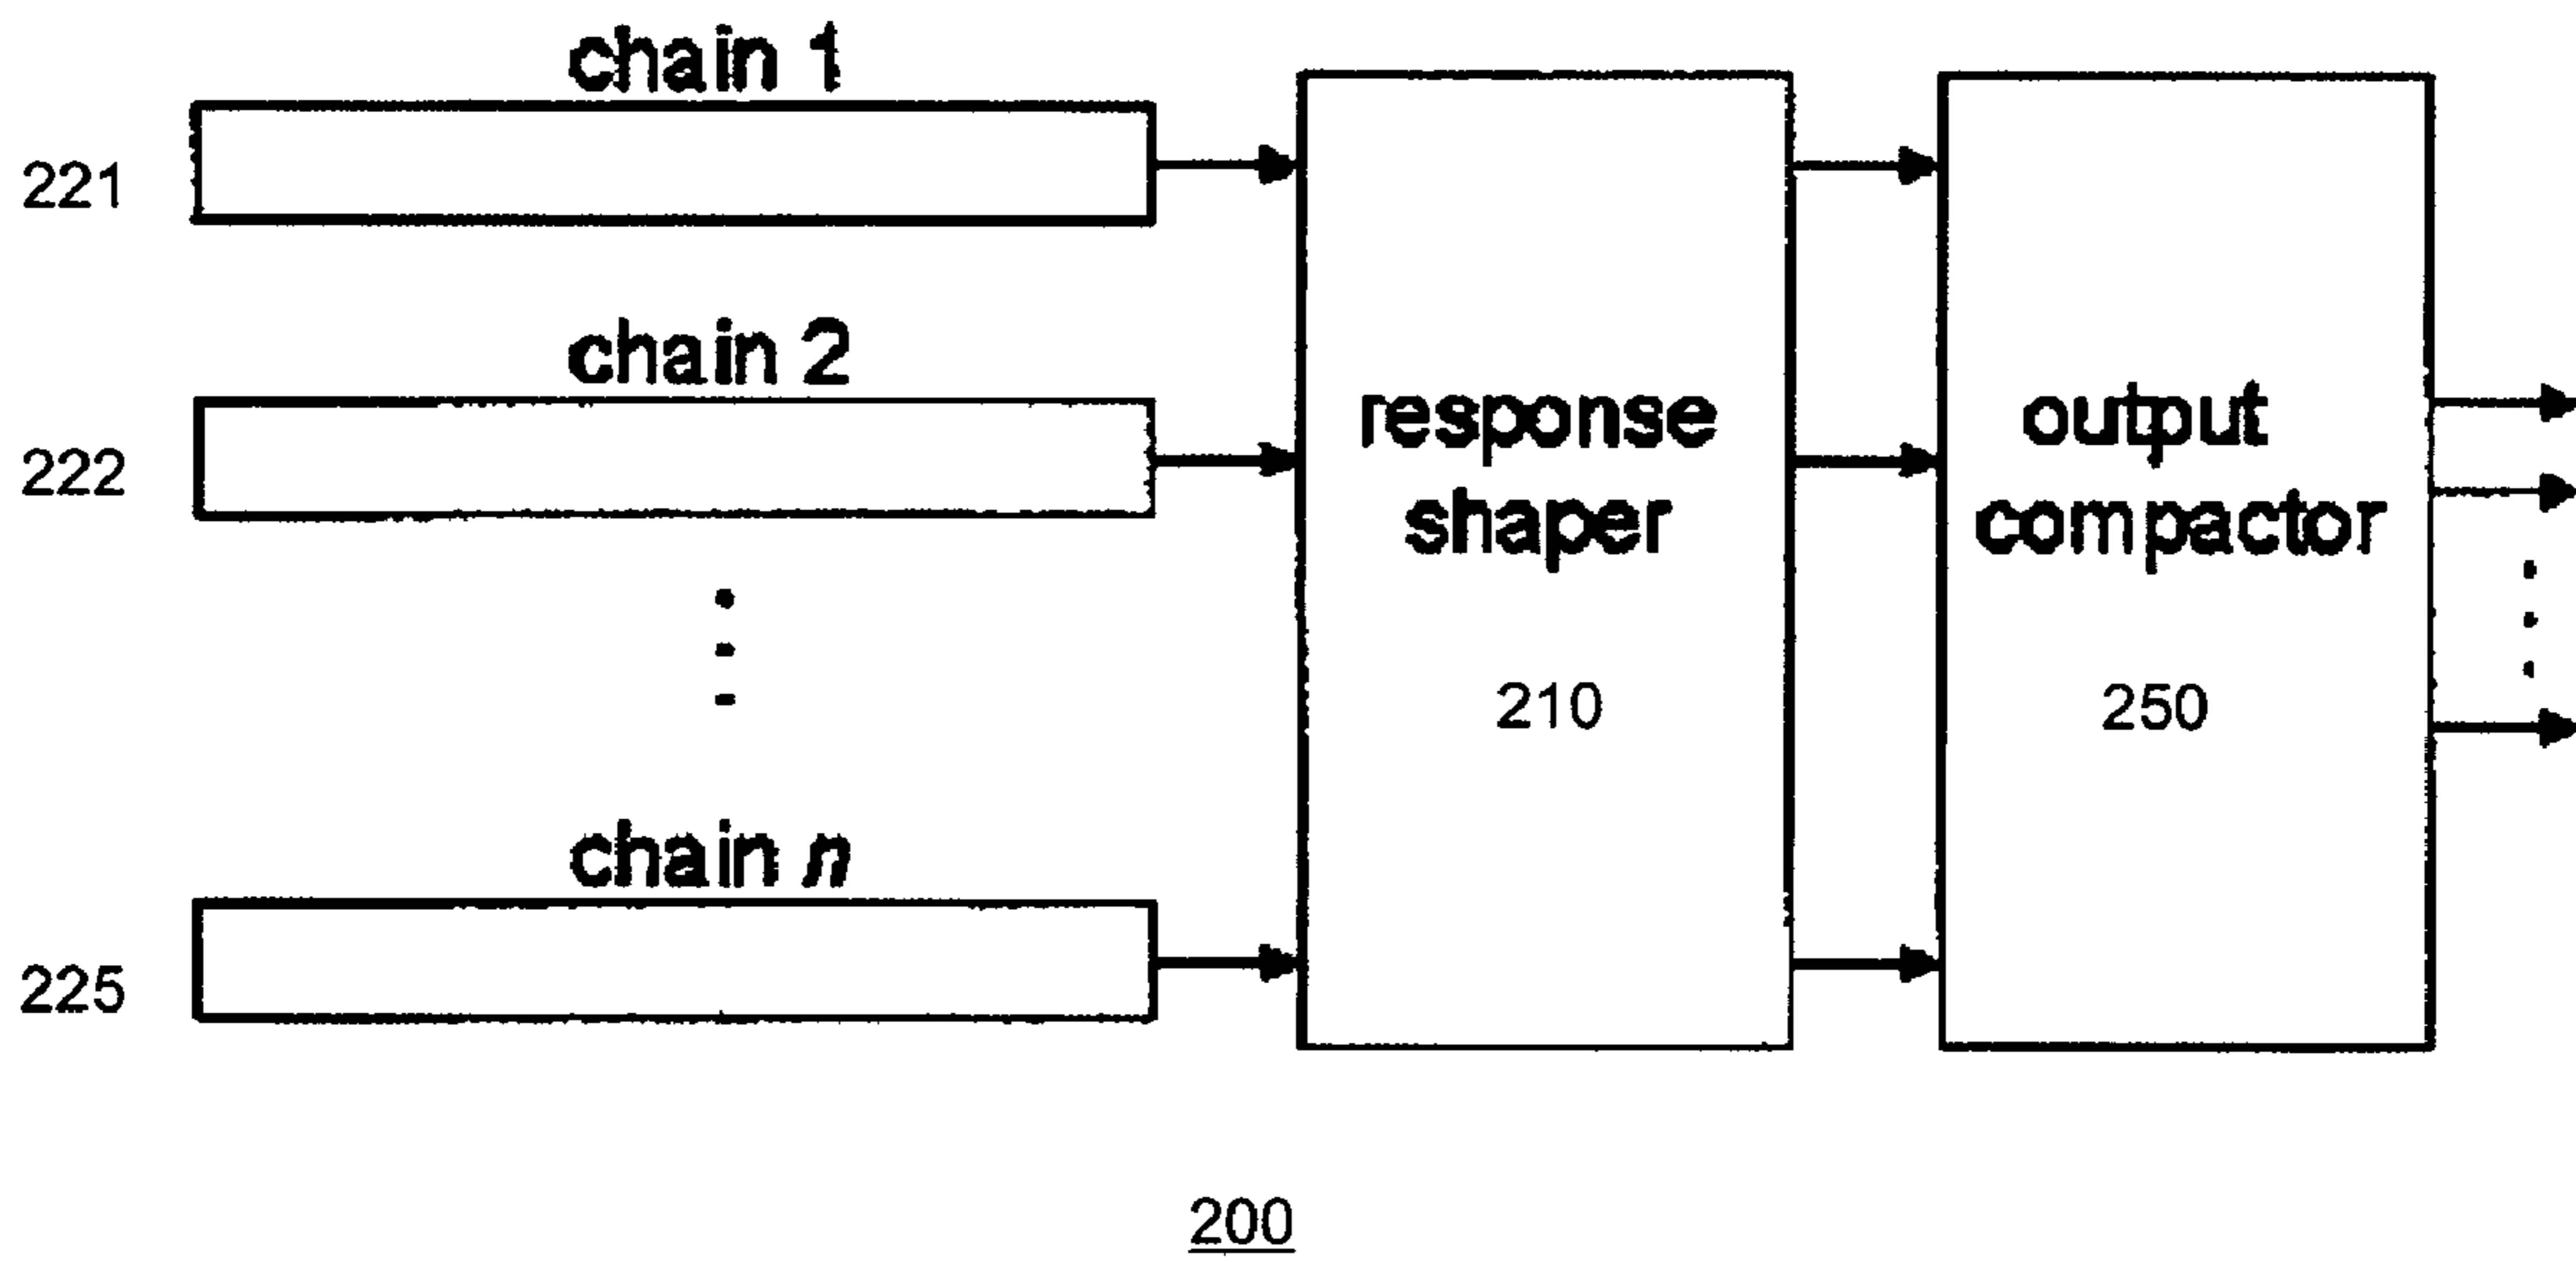 chain 1
221
chain 2
222
response
shaper
210
output
compactor
250
chain n
225
200